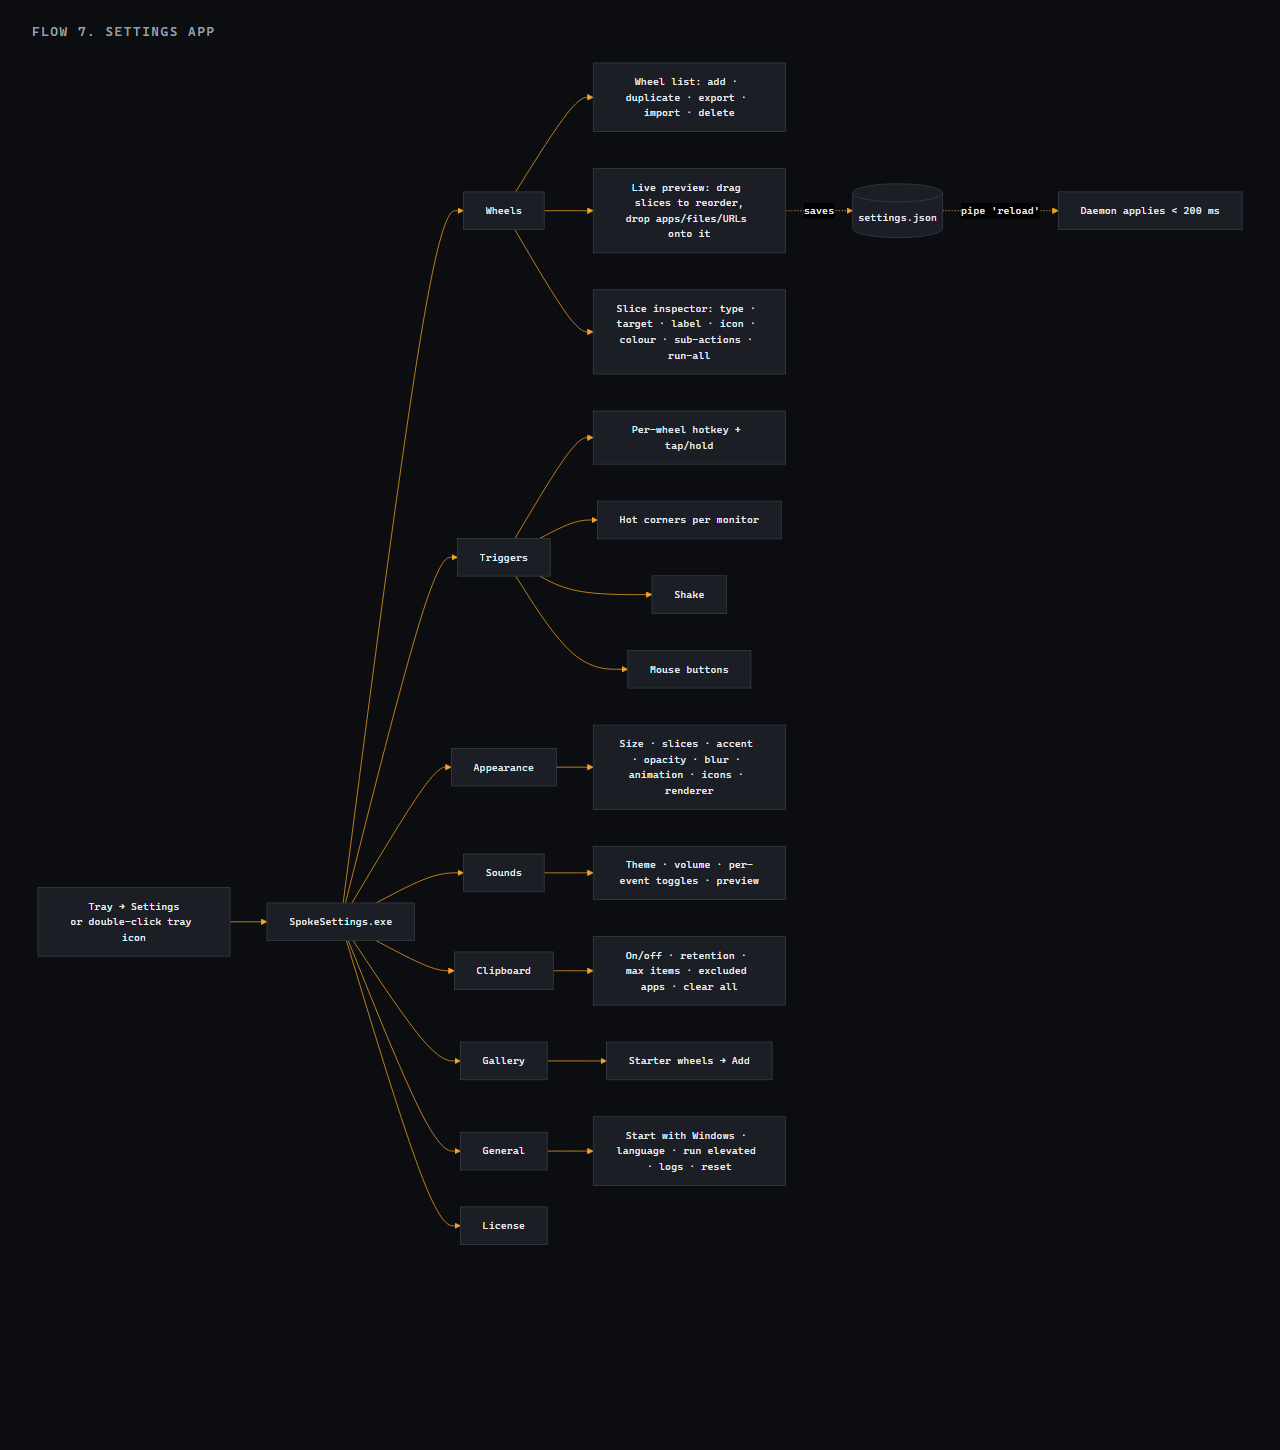 FLOW 7. SETTINGS APP
Wheel list: add ·
duplicate · export ·
import · delete
Wheels
Live preview: drag
slices to reorder,
drop apps/files/URLs
onto it
saves
settings.json
pipe 'reload'
Daemon applies < 200 ms
Slice inspector: type ·
target · label · icon ·
colour · sub-actions ·
run-all
Triggers
Per-wheel hotkey +
tap/hold
Hot corners per monitor
Shake
Mouse buttons
Appearance
Size · slices · accent
· opacity · blur ·
animation · icons ·
renderer
Sounds
Theme · volume · per-
event toggles · preview
Tray → Settings
or double-click tray
icon
SpokeSettings.exe
Clipboard
On/off · retention ·
max items · excluded
apps · clear all
Gallery
Starter wheels → Add
General
Start with Windows ·
language · run elevated
· logs · reset
License